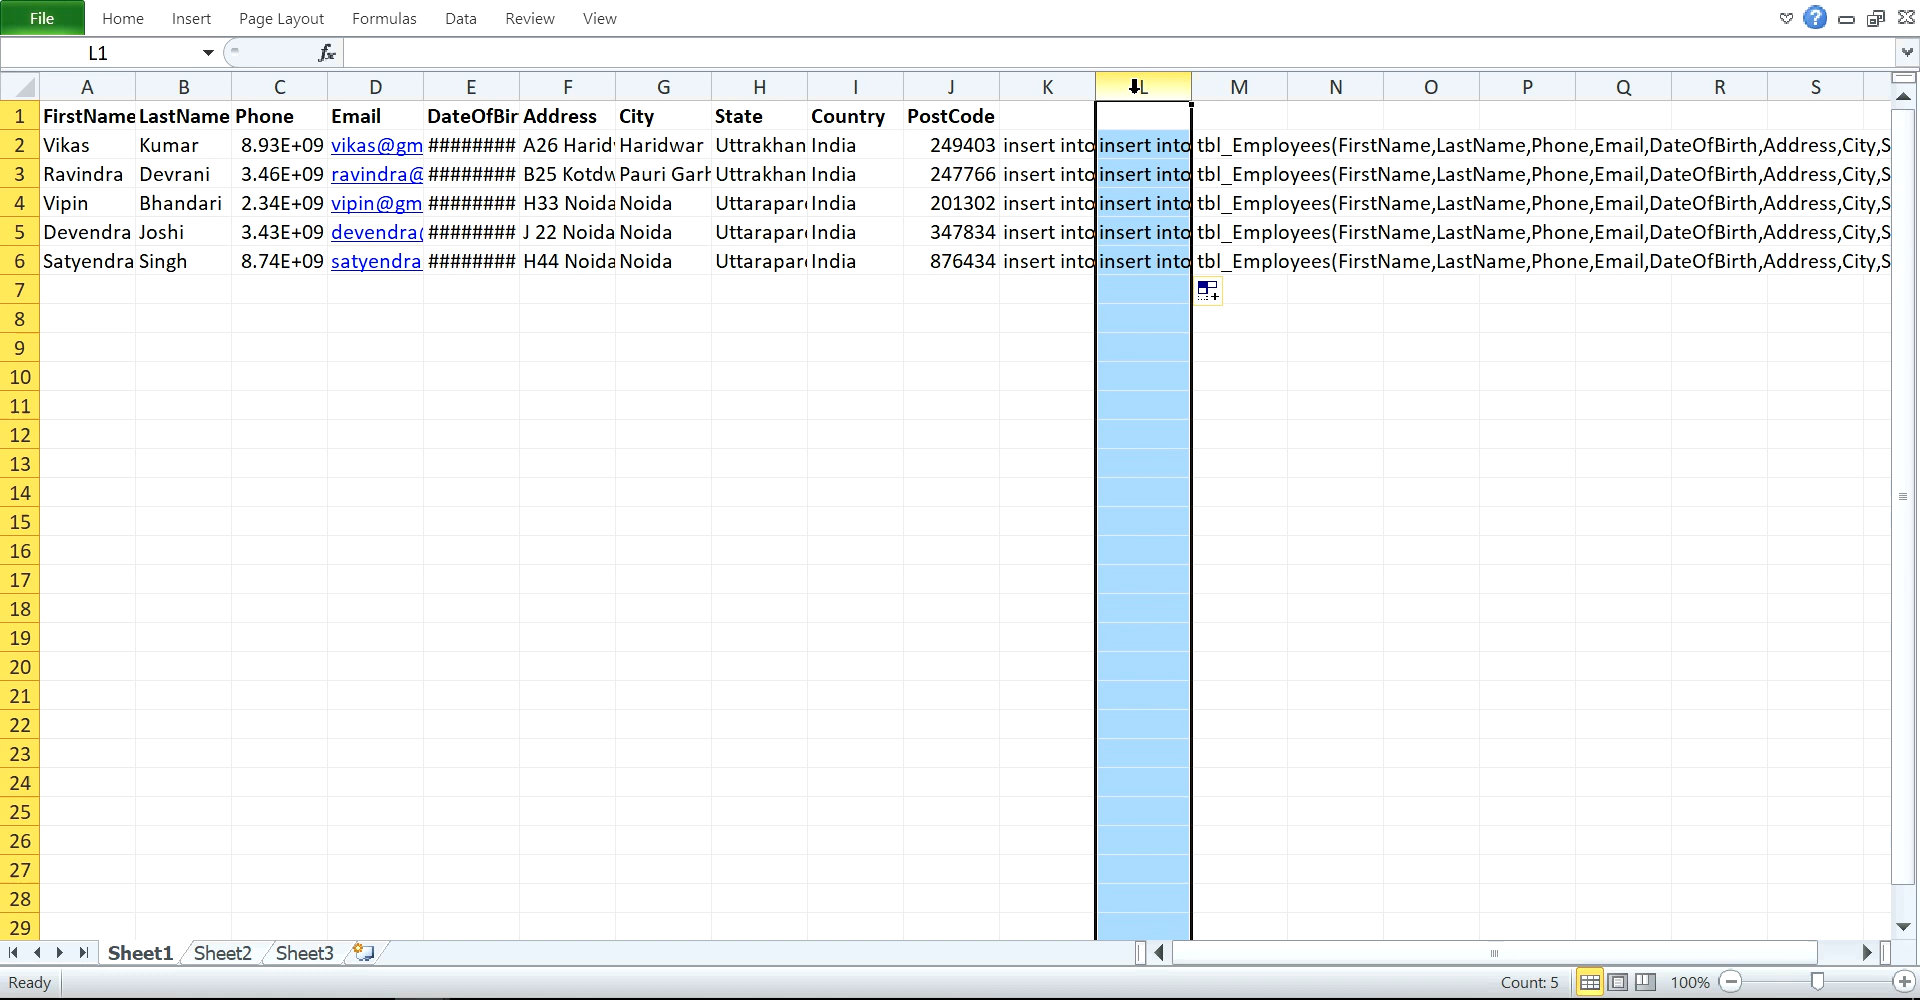 File Home Insert Page Layout Formulas Data Review View
L1 fx
A B C D E F G H I J K L M N O P Q R S
1 FirstName LastName Phone Email DateOfBir Address City State Country PostCode
2 Vikas Kumar 8.93E+09 vikas@gm ######## A26 Harid Haridwar Uttrakhan India 249403 insert into insert into tbl_Employees(FirstName,LastName,Phone,Email,DateOfBirth,Address,City,S
3 Ravindra Devrani 3.46E+09 ravindra@ ######## B25 Kotdw Pauri Garh Uttrakhan India 247766 insert into insert into tbl_Employees(FirstName,LastName,Phone,Email,DateOfBirth,Address,City,S
4 Vipin Bhandari 2.34E+09 vipin@gm ######## H33 Noida Noida Uttarapar India 201302 insert into insert into tbl_Employees(FirstName,LastName,Phone,Email,DateOfBirth,Address,City,S
5 Devendra Joshi 3.43E+09 devendra ######## J 22 Noida Noida Uttarapar India 347834 insert into insert into tbl_Employees(FirstName,LastName,Phone,Email,DateOfBirth,Address,City,S
6 Satyendra Singh 8.74E+09 satyendra ######## H44 Noida Noida Uttarapar India 876434 insert into insert into tbl_Employees(FirstName,LastName,Phone,Email,DateOfBirth,Address,City,S
7
8
9
10
11
12
13
14
15
16
17
18
19
20
21
22
23
24
25
26
27
28
29
Sheet1 Sheet2 Sheet3
Ready Count: 5 100%